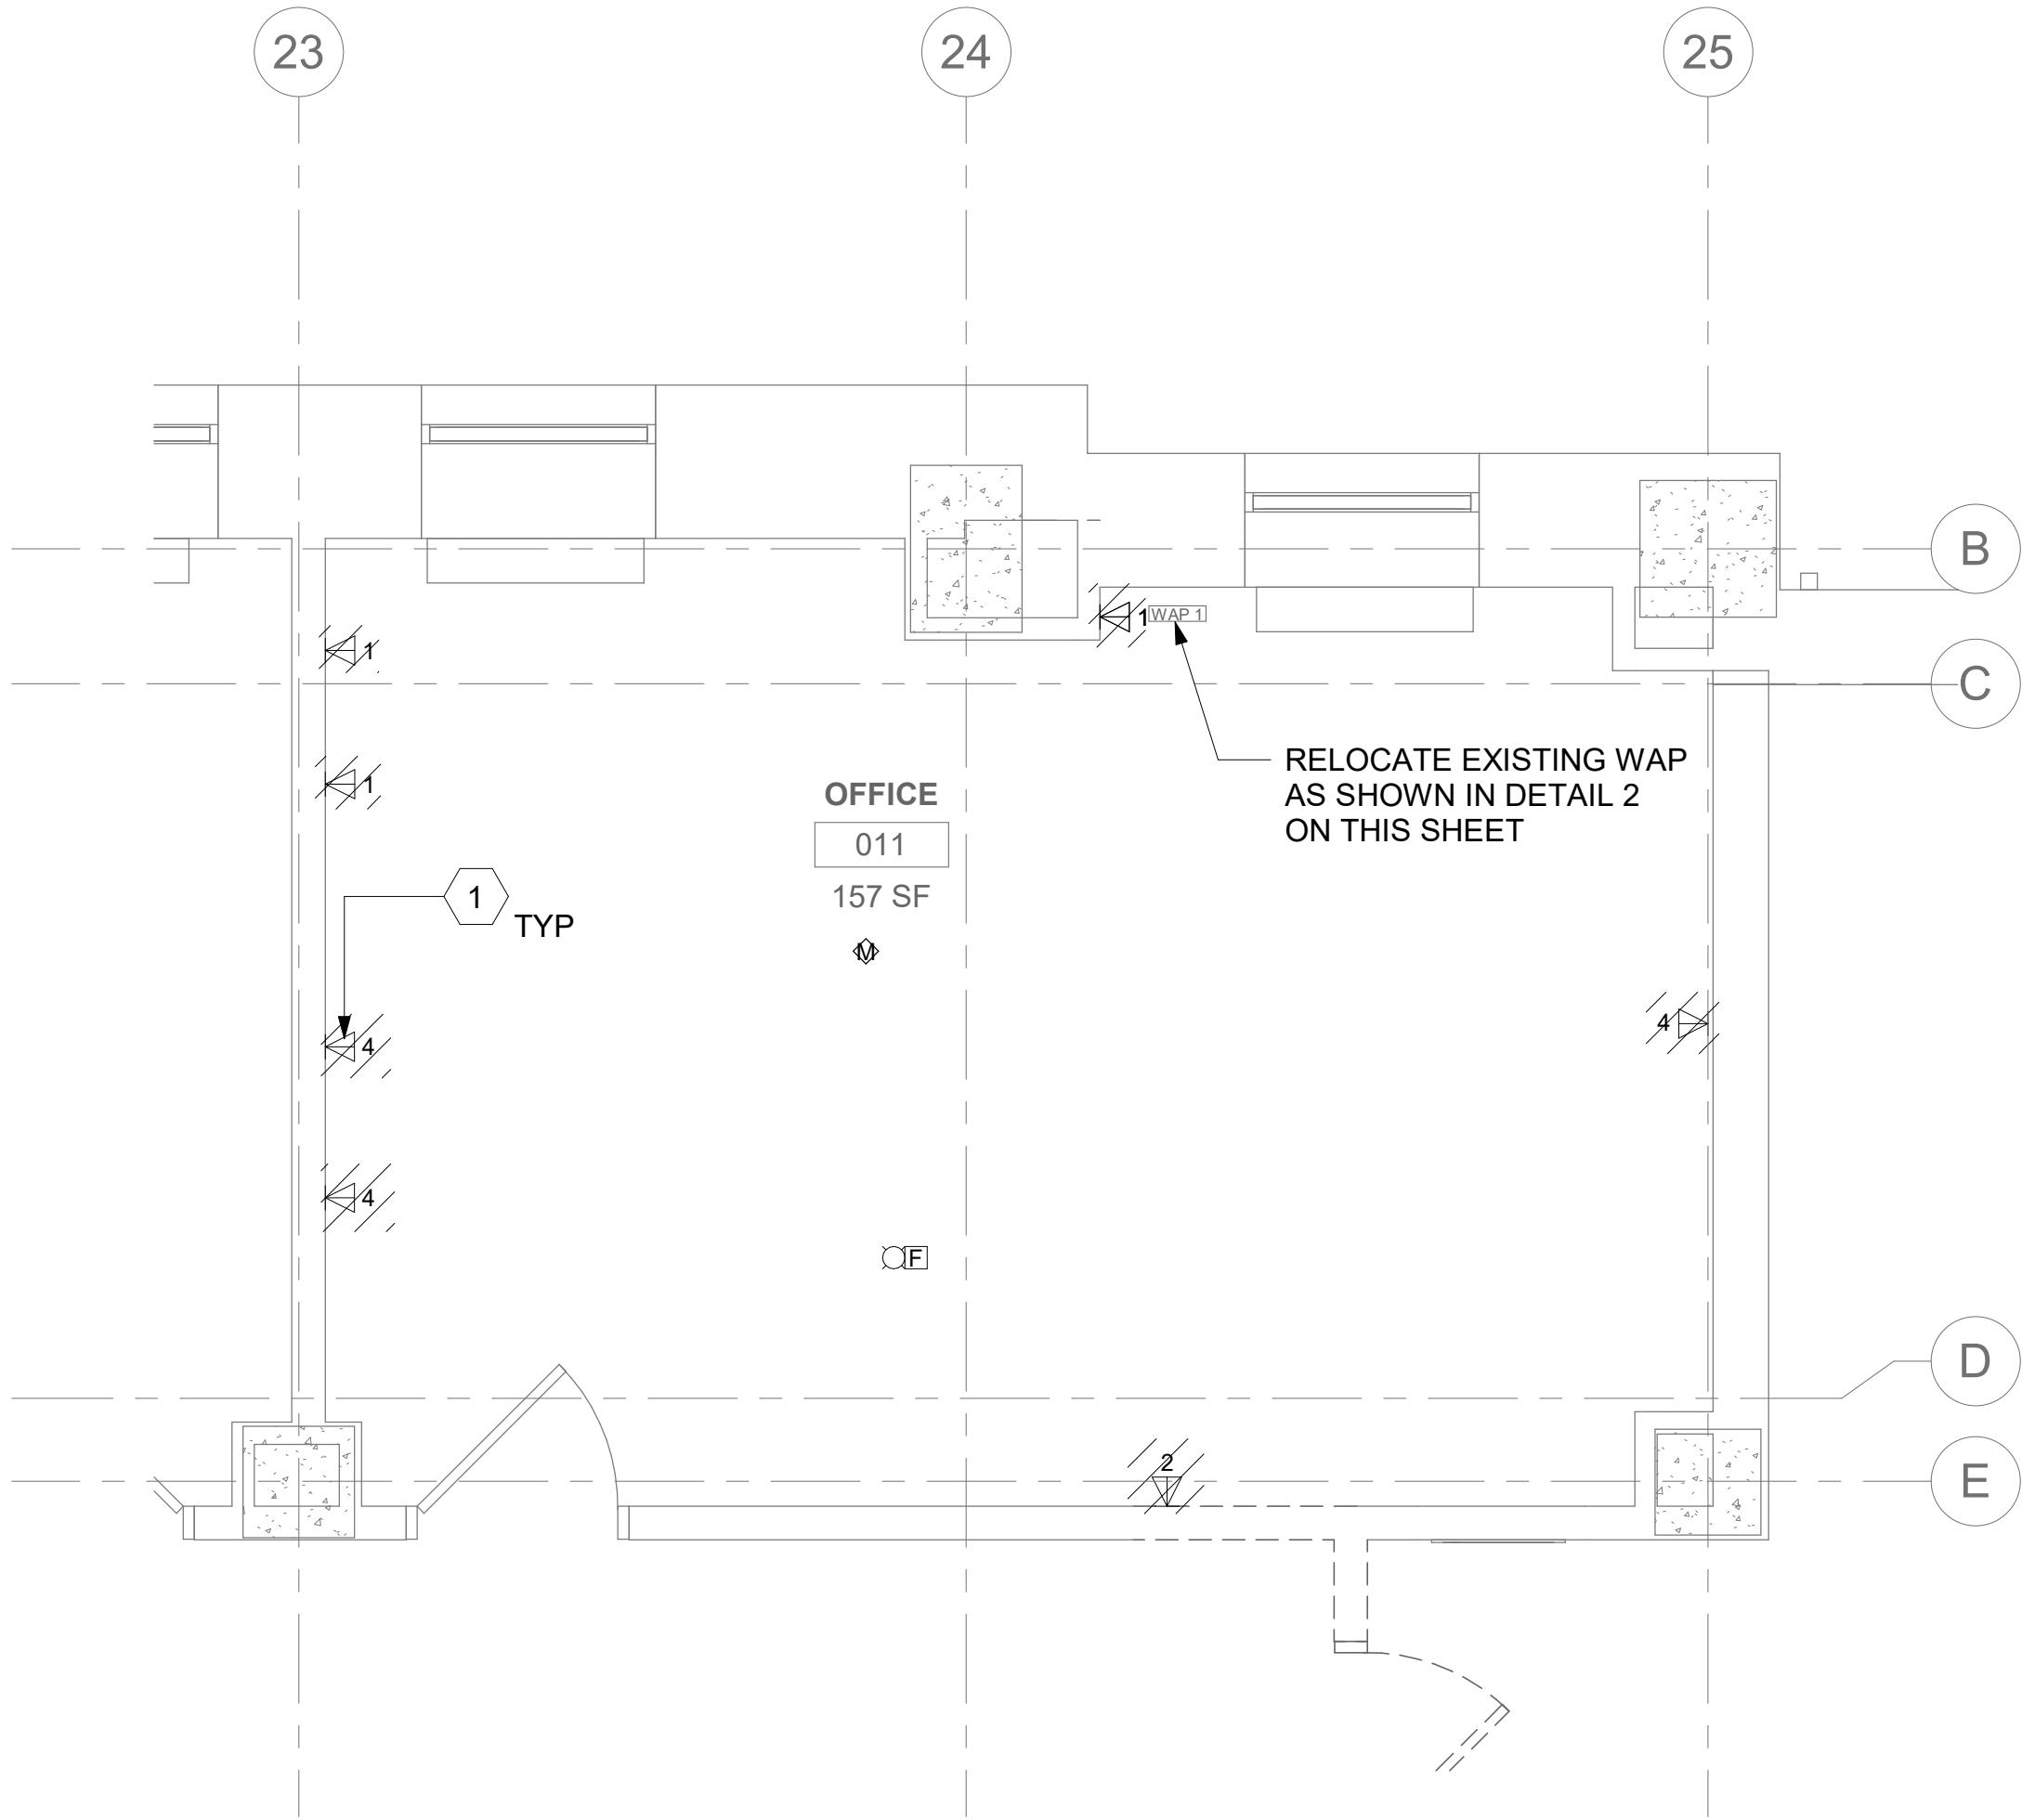 23
24
25
B
1
WAP 1
1
C
RELOCATE EXISTING WAP
AS SHOWN IN DETAIL 2
ON THIS SHEET
1
OFFICE
011
157 SF
1
TYP
M
4
4
4
F
D
2
E